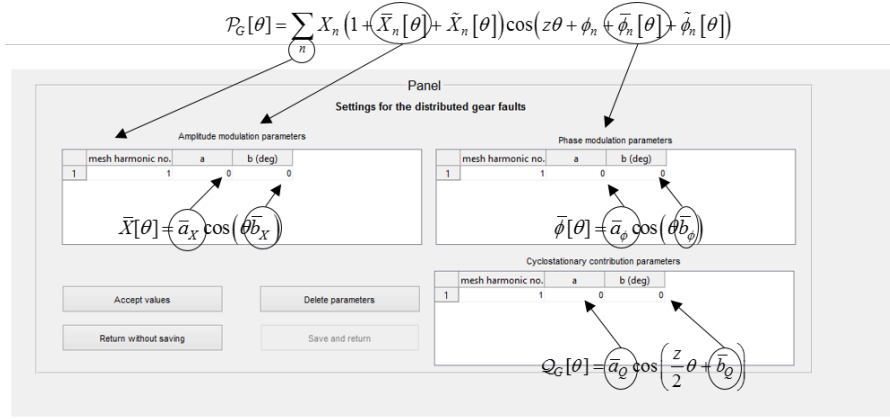 𝒫_G[θ] = ∑_n X_n (1 + X̄_n[θ] + X̃_n[θ]) cos(zθ + ϕ_n + ϕ̄_n[θ] + ϕ̃_n[θ])
Panel
Settings for the distributed gear faults
Amplitude modulation parameters
mesh harmonic no. a b (deg)
1 1 0 0
X̄[θ] = ā_X cos(θb̄_X)
Phase modulation parameters
mesh harmonic no. a b (deg)
1 1 0 0
ϕ̄[θ] = ā_ϕ cos(θb̄_ϕ)
Cyclostationary contribution parameters
mesh harmonic no. a b (deg)
1 1 0 0
𝒬_G[θ] = ā_Q cos(z/2 θ + b̄_Q)
Accept values
Delete parameters
Return without saving
Save and return